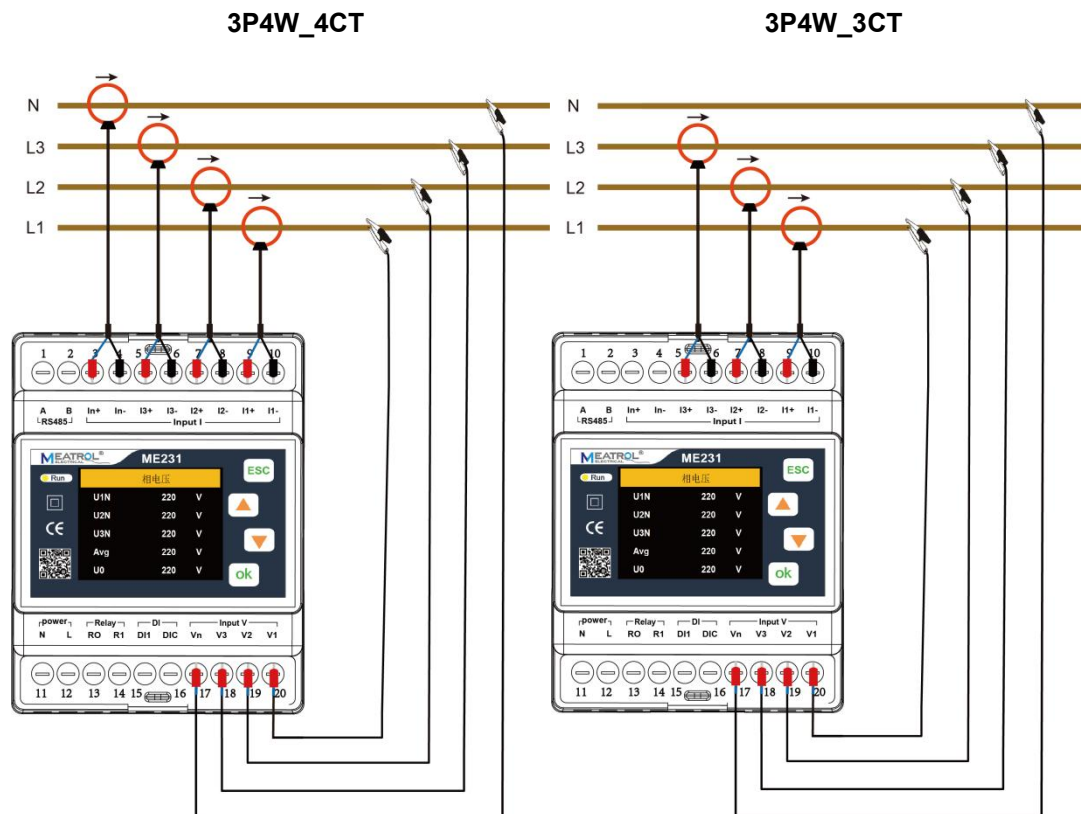 3P4W_4CT
N
L3
L2
L1
1 2 3 4 5 6 7 8 9 10
A B In+ In- I3+ I3- I2+ I2- I1+ I1-
RS485 Input I
MEATROL®
ELECTRICAL
ME231
Run
相电压
ESC
U1N 220 V
U2N 220 V
U3N 220 V
Avg 220 V
U0 220 V
CE
ok
power Relay DI Input V
N L RO R1 DI1 DIC Vn V3 V2 V1
11 12 13 14 15 16 17 18 19 20
3P4W_3CT
N
L3
L2
L1
1 2 3 4 5 6 7 8 9 10
A B In+ In- I3+ I3- I2+ I2- I1+ I1-
RS485 Input I
MEATROL®
ELECTRICAL
ME231
Run
相电压
ESC
U1N 220 V
U2N 220 V
U3N 220 V
Avg 220 V
U0 220 V
CE
ok
power Relay DI Input V
N L RO R1 DI1 DIC Vn V3 V2 V1
11 12 13 14 15 16 17 18 19 20